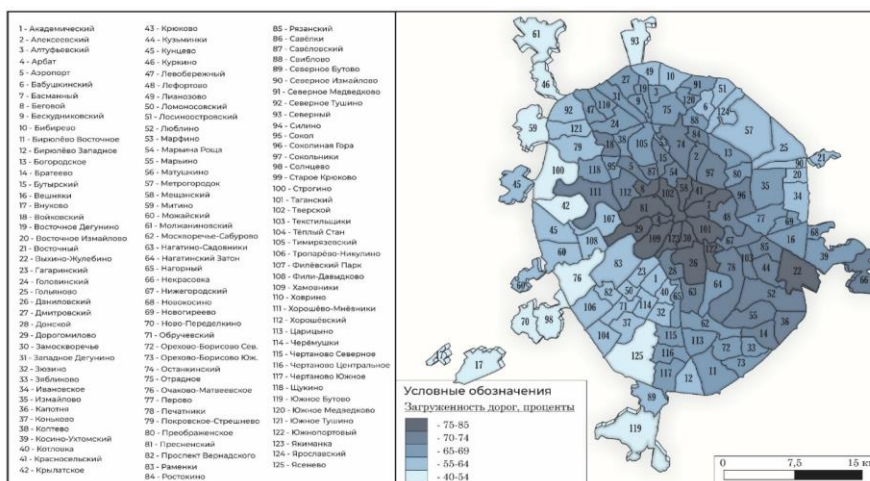 1 - Академический
2 - Алексеевский
3 - Алтуфьевский
4 - Арбат
5 - Аэропорт
6 - Бабушкинский
7 - Басманный
8 - Беговой
9 - Бескудниковский
10 - Бибирево
11 - Бирюлёво Восточное
12 - Бирюлёво Западное
13 - Богородское
14 - Братеево
15 - Бутырский
16 - Вешняки
17 - Внуково
18 - Войковский
19 - Восточное Дегунино
20 - Восточное Измайлово
21 - Восточный
22 - Выхино-Жулебино
23 - Гагаринский
24 - Головинский
25 - Гольяново
26 - Даниловский
27 - Дмитровский
28 - Донской
29 - Дорогомилово
30 - Замоскворечье
31 - Западное Дегунино
32 - Зюзино
33 - Зябликово
34 - Ивановское
35 - Измайлово
36 - Капотня
37 - Коньково
38 - Коптево
39 - Косино-Ухтомский
40 - Котловка
41 - Красносельский
42 - Крылатское
43 - Крюково
44 - Кузьминки
45 - Кунцево
46 - Куркино
47 - Левобережный
48 - Лефортово
49 - Лианозово
50 - Ломоносовский
51 - Лосиноостровский
52 - Люблино
53 - Марфино
54 - Марьина Роща
55 - Марьино
56 - Матушкино
57 - Метрогородок
58 - Мещанский
59 - Митино
60 - Можайский
61 - Молжаниновский
62 - Москворечье-Сабурово
63 - Нагатино-Садовники
64 - Нагатинский Затон
65 - Нагорный
66 - Некрасовка
67 - Нижегородский
68 - Новокосино
69 - Новогиреево
70 - Ново-Переделкино
71 - Обручевский
72 - Орехово-Борисово Сев.
73 - Орехово-Борисово Юж.
74 - Останкинский
75 - Отрадное
76 - Очаково-Матвеевское
77 - Перово
78 - Печатники
79 - Покровское-Стрешнево
80 - Преображенское
81 - Пресненский
82 - Проспект Вернадского
83 - Раменки
84 - Ростокино
85 - Рязанский
86 - Савёлки
87 - Савёловский
88 - Свиблово
89 - Северное Бутово
90 - Северное Измайлово
91 - Северное Медведково
92 - Северное Тушино
93 - Северный
94 - Силино
95 - Сокол
96 - Соколиная Гора
97 - Сокольники
98 - Солнцево
99 - Старое Крюково
100 - Строгино
101 - Таганский
102 - Тверской
103 - Текстильщики
104 - Тёплый Стан
105 - Тимирязевский
106 - Тропарёво-Никулино
107 - Филёвский Парк
108 - Фили-Давыдково
109 - Хамовники
110 - Ховрино
111 - Хорошёво-Мнёвники
112 - Хорошёвский
113 - Царицыно
114 - Черёмушки
115 - Чертаново Северное
116 - Чертаново Центральное
117 - Чертаново Южное
118 - Щукино
119 - Южное Бутово
120 - Южное Медведково
121 - Южное Тушино
122 - Южнопортовый
123 - Якиманка
124 - Ярославский
125 - Ясенево
Условные обозначения
Загруженность дорог, проценты
- 75-85
- 70-74
- 65-69
- 55-64
- 40-54
0 7,5 15 км